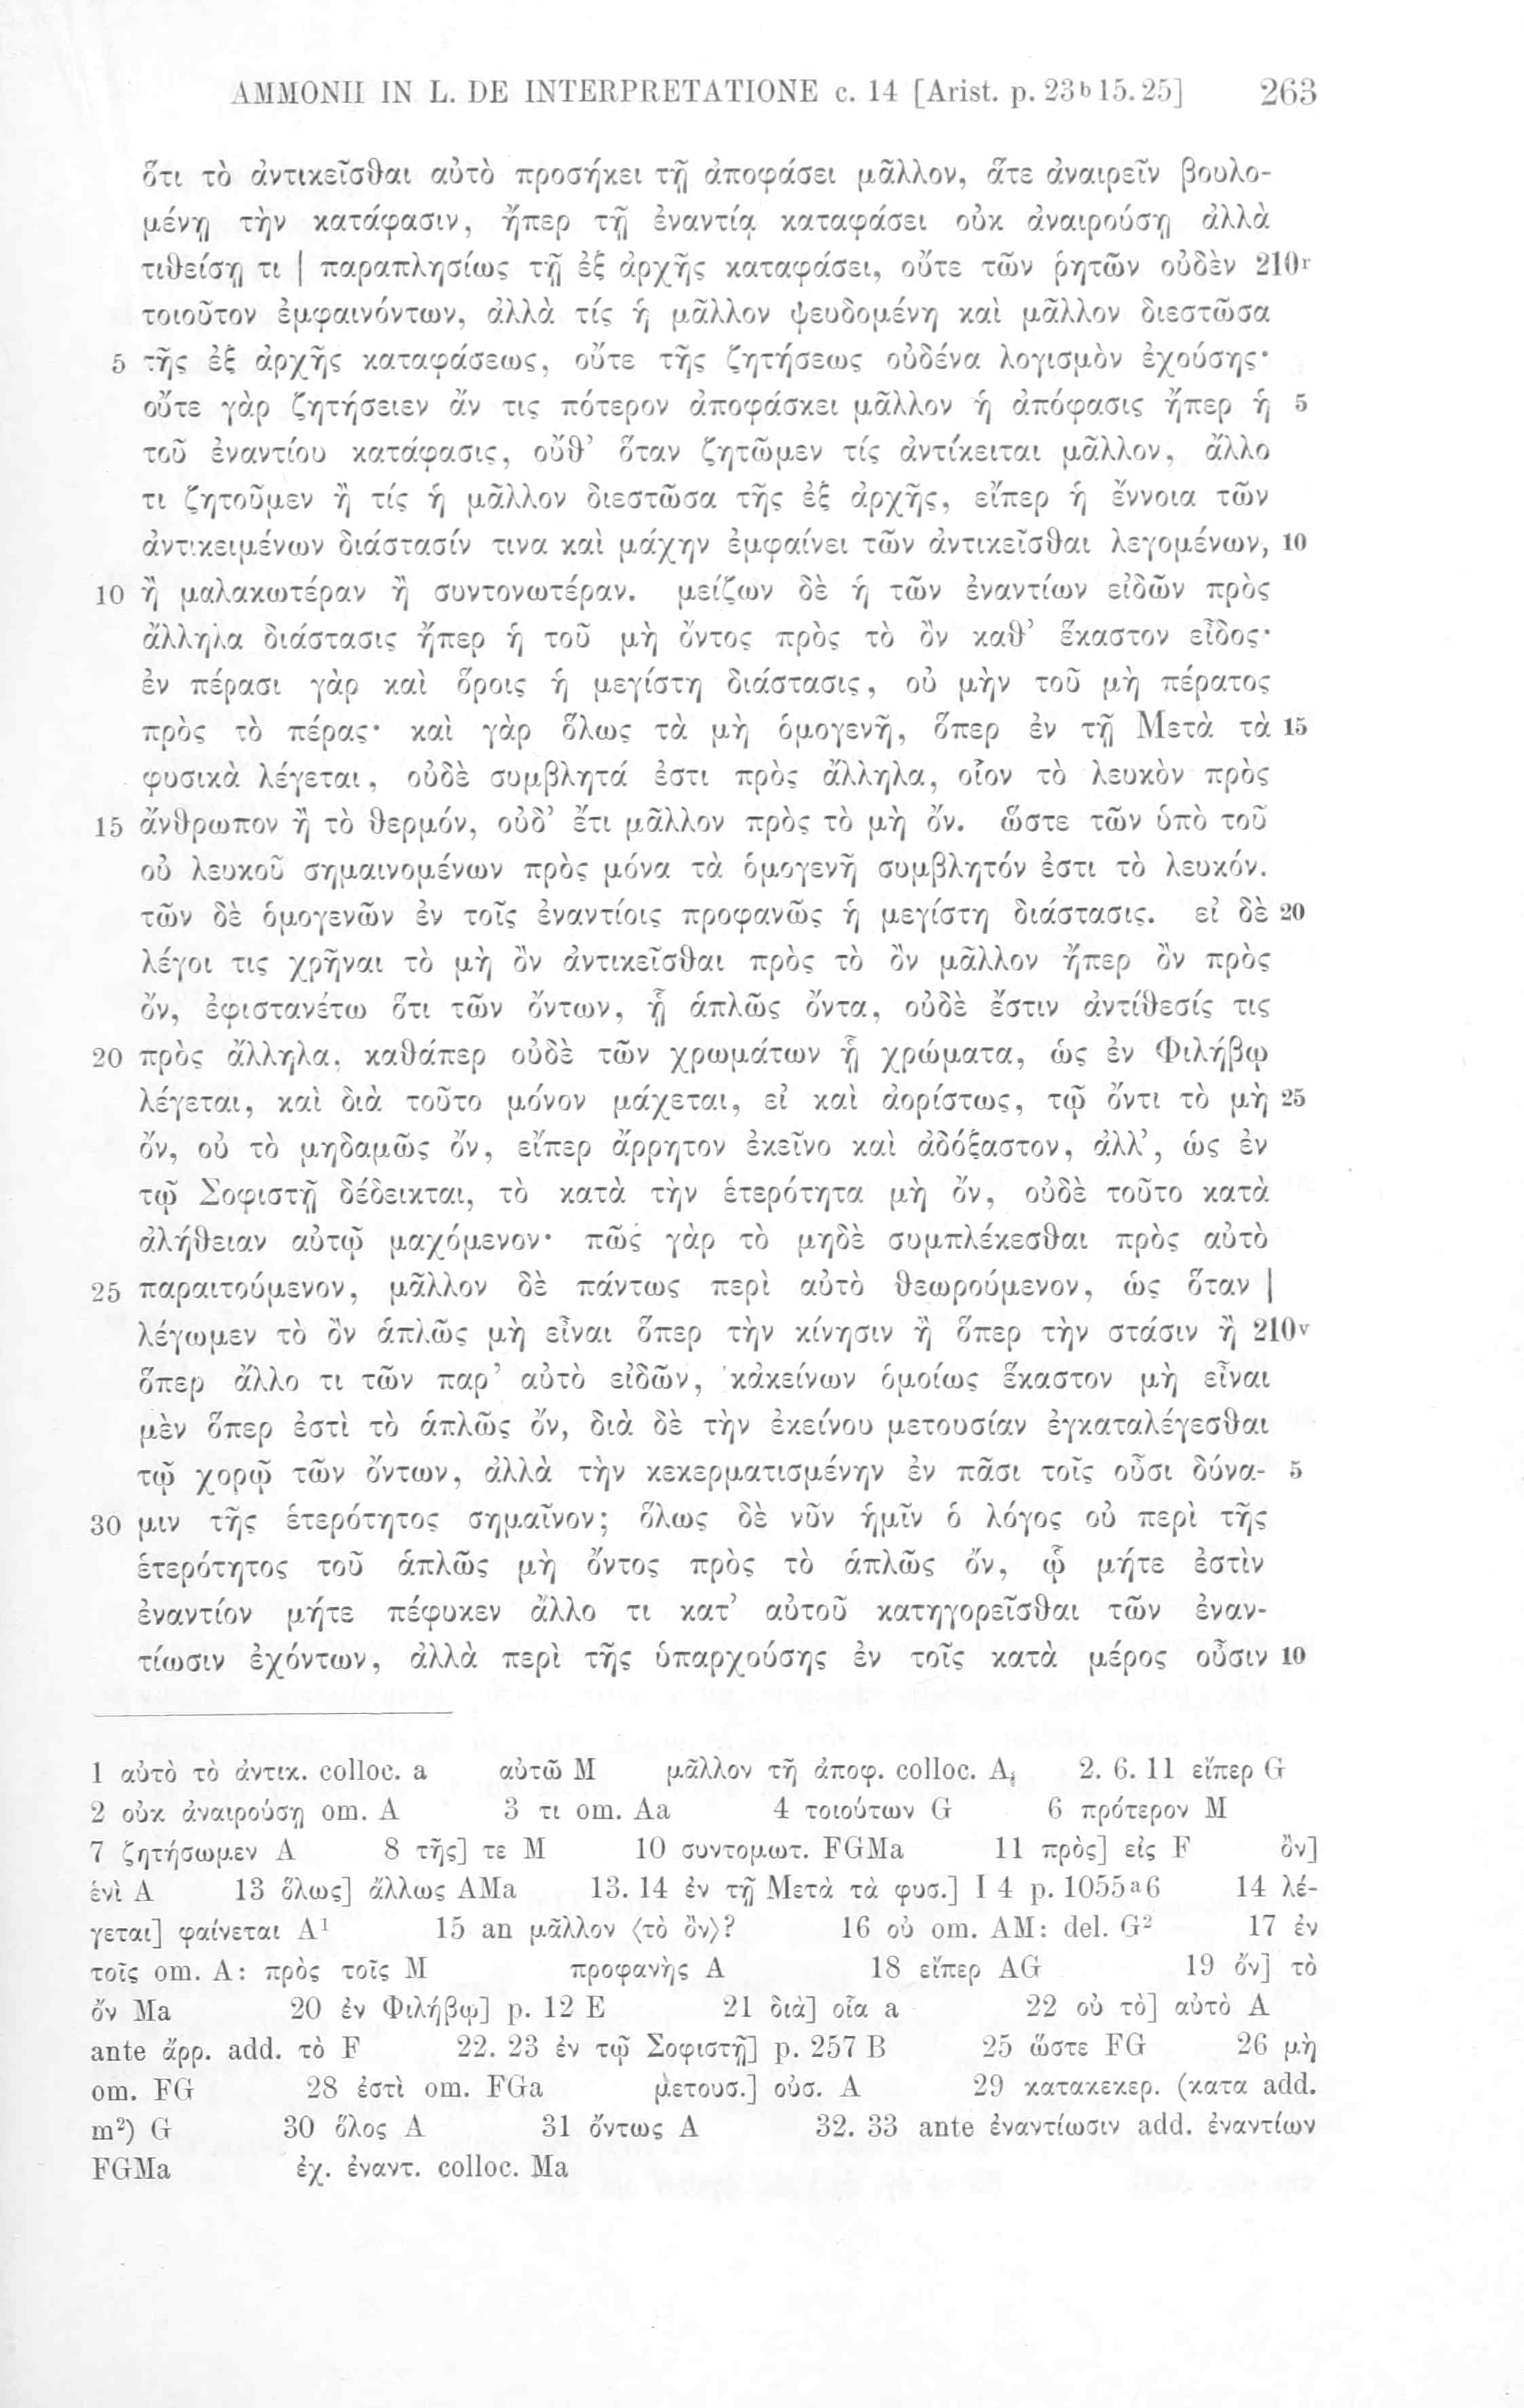 AMMONII IN L. DE INTERPRETATIONE c. 14 [Arist. p. 23ᵇ15.25] 263
ὅτι τὸ ἀντικεῖσθαι αὐτὸ προσήκει τῇ ἀποφάσει μᾶλλον, ἅτε ἀναιρεῖν βουλο-
μένῃ τὴν κατάφασιν, ἤπερ τῇ ἐναντίᾳ καταφάσει οὐκ ἀναιρούσῃ ἀλλὰ
τιθείσῃ τι | παραπλησίως τῇ ἐξ ἀρχῆς καταφάσει, οὔτε τῶν ῥητῶν οὐδὲν 210ʳ
τοιοῦτον ἐμφαινόντων, ἀλλὰ τίς ἡ μᾶλλον ψευδομένη καὶ μᾶλλον διεστῶσα
5 τῆς ἐξ ἀρχῆς καταφάσεως, οὔτε τῆς ζητήσεως οὐδένα λογισμὸν ἐχούσης·
οὔτε γὰρ ζητήσειεν ἄν τις πότερον ἀποφάσκει μᾶλλον ἡ ἀπόφασις ἤπερ ἡ 5
τοῦ ἐναντίου κατάφασις, οὔθ’ ὅταν ζητῶμεν τίς ἀντίκειται μᾶλλον, ἄλλο
τι ζητοῦμεν ἢ τίς ἡ μᾶλλον διεστῶσα τῆς ἐξ ἀρχῆς, εἴπερ ἡ ἔννοια τῶν
ἀντικειμένων διάστασίν τινα καὶ μάχην ἐμφαίνει τῶν ἀντικεῖσθαι λεγομένων, 10
10 ἢ μαλακωτέραν ἢ συντονωτέραν. μείζων δὲ ἡ τῶν ἐναντίων εἰδῶν πρὸς
ἄλληλα διάστασις ἤπερ ἡ τοῦ μὴ ὄντος πρὸς τὸ ὂν καθ’ ἕκαστον εἶδος·
ἐν πέρασι γὰρ καὶ ὅροις ἡ μεγίστη διάστασις, οὐ μὴν τοῦ μὴ πέρατος
πρὸς τὸ πέρας· καὶ γὰρ ὅλως τὰ μὴ ὁμογενῆ, ὅπερ ἐν τῇ Μετὰ τὰ 15
φυσικὰ λέγεται, οὐδὲ συμβλητά ἐστι πρὸς ἄλληλα, οἷον τὸ λευκὸν πρὸς
15 ἄνθρωπον ἢ τὸ θερμόν, οὐδ’ ἔτι μᾶλλον πρὸς τὸ μὴ ὄν. ὥστε τῶν ὑπὸ τοῦ
οὐ λευκοῦ σημαινομένων πρὸς μόνα τὰ ὁμογενῆ συμβλητόν ἐστι τὸ λευκόν.
τῶν δὲ ὁμογενῶν ἐν τοῖς ἐναντίοις προφανῶς ἡ μεγίστη διάστασις. εἰ δὲ 20
λέγοι τις χρῆναι τὸ μὴ ὂν ἀντικεῖσθαι πρὸς τὸ ὂν μᾶλλον ἤπερ ὂν πρὸς
ὄν, ἐφιστανέτω ὅτι τῶν ὄντων, ᾗ ἁπλῶς ὄντα, οὐδὲ ἔστιν ἀντίθεσίς τις
20 πρὸς ἄλληλα, καθάπερ οὐδὲ τῶν χρωμάτων ᾗ χρώματα, ὡς ἐν Φιλήβῳ
λέγεται, καὶ διὰ τοῦτο μόνον μάχεται, εἰ καὶ ἀορίστως, τῷ ὄντι τὸ μὴ 25
ὄν, οὐ τὸ μηδαμῶς ὄν, εἴπερ ἄρρητον ἐκεῖνο καὶ ἀδόξαστον, ἀλλ’, ὡς ἐν
τῷ Σοφιστῇ δέδεικται, τὸ κατὰ τὴν ἑτερότητα μὴ ὄν, οὐδὲ τοῦτο κατὰ
ἀλήθειαν αὐτῷ μαχόμενον· πῶς γὰρ τὸ μηδὲ συμπλέκεσθαι πρὸς αὐτὸ
25 παραιτούμενον, μᾶλλον δὲ πάντως περὶ αὐτὸ θεωρούμενον, ὡς ὅταν |
λέγωμεν τὸ ὂν ἁπλῶς μὴ εἶναι ὅπερ τὴν κίνησιν ἢ ὅπερ τὴν στάσιν ἢ 210ᵛ
ὅπερ ἄλλο τι τῶν παρ’ αὐτὸ εἰδῶν, κἀκείνων ὁμοίως ἕκαστον μὴ εἶναι
μὲν ὅπερ ἐστὶ τὸ ἁπλῶς ὄν, διὰ δὲ τὴν ἐκείνου μετουσίαν ἐγκαταλέγεσθαι
τῷ χορῷ τῶν ὄντων, ἀλλὰ τὴν κεκερματισμένην ἐν πᾶσι τοῖς οὖσι δύνα- 5
30 μιν τῆς ἑτερότητος σημαῖνον; ὅλως δὲ νῦν ἡμῖν ὁ λόγος οὐ περὶ τῆς
ἑτερότητος τοῦ ἁπλῶς μὴ ὄντος πρὸς τὸ ἁπλῶς ὄν, ᾧ μήτε ἐστὶν
ἐναντίον μήτε πέφυκεν ἄλλο τι κατ’ αὐτοῦ κατηγορεῖσθαι τῶν ἐναν-
τίωσιν ἐχόντων, ἀλλὰ περὶ τῆς ὑπαρχούσης ἐν τοῖς κατὰ μέρος οὖσιν 10
1 αὐτὸ τὸ ἀντικ. colloc. a αὐτῶ M μᾶλλον τῇ ἀποφ. colloc. A, 2. 6. 11 εἴπερ G
2 οὐκ ἀναιρούσῃ om. A 3 τι om. Aa 4 τοιούτων G 6 πρότερον M
7 ζητήσωμεν A 8 τῆς] τε M 10 συντομωτ. FGMa 11 πρὸς] εἰς F ὂν]
ἑνὶ A 13 ὅλως] ἄλλως AMa 13. 14 ἐν τῇ Μετὰ τὰ φυσ.] I 4 p. 1055ᵃ6 14 λέ-
γεται] φαίνεται A¹ 15 an μᾶλλον ⟨τὸ ὂν⟩? 16 οὐ om. AM: del. G² 17 ἐν
τοῖς om. A: πρὸς τοῖς M προφανὴς A 18 εἴπερ AG 19 ὄν] τὸ
ὄν Ma 20 ἐν Φιλήβῳ] p. 12 E 21 διὰ] οἷα a 22 οὐ τὸ] αὐτὸ A
ante ἄρρ. add. τὸ F 22. 23 ἐν τῷ Σοφιστῇ] p. 257 B 25 ὥστε FG 26 μὴ
om. FG 28 ἐστὶ om. FGa μετουσ.] οὐσ. A 29 κατακεκερ. (κατα add.
m²) G 30 ὅλος A 31 ὄντως A 32. 33 ante ἐναντίωσιν add. ἐναντίων
FGMa ἐχ. ἐναντ. colloc. Ma